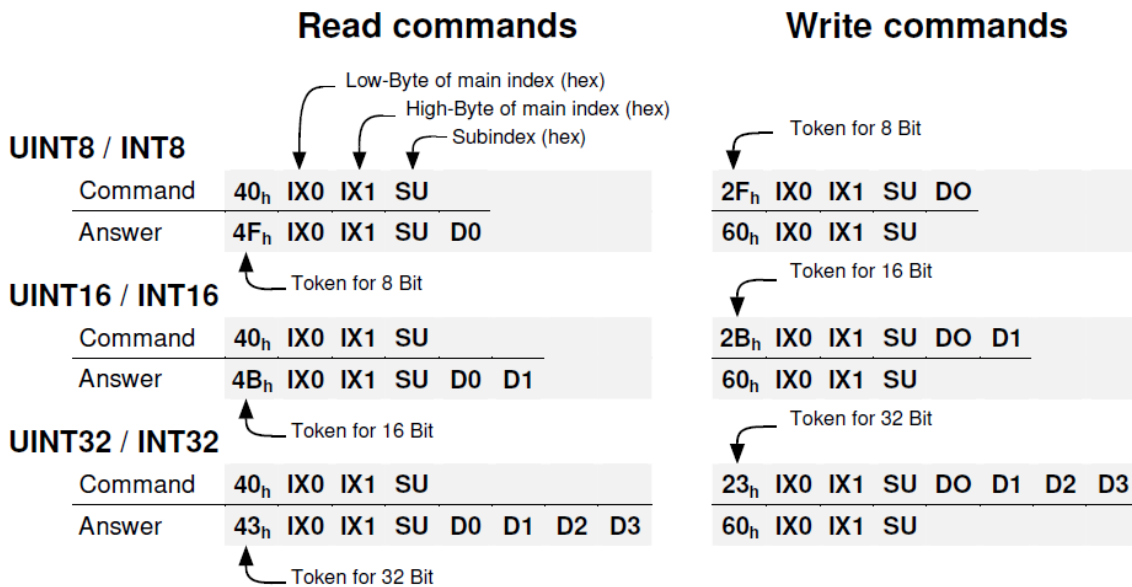 Read commands
Write commands
Low-Byte of main index (hex)
High-Byte of main index (hex)
Subindex (hex)
Token for 8 Bit
UINT8 / INT8
Command 40h IX0 IX1 SU
2Fh IX0 IX1 SU DO
Answer 4Fh IX0 IX1 SU D0
60h IX0 IX1 SU
Token for 8 Bit
Token for 16 Bit
UINT16 / INT16
Command 40h IX0 IX1 SU
2Bh IX0 IX1 SU DO D1
Answer 4Bh IX0 IX1 SU D0 D1
60h IX0 IX1 SU
Token for 16 Bit
Token for 32 Bit
UINT32 / INT32
Command 40h IX0 IX1 SU
23h IX0 IX1 SU DO D1 D2 D3
Answer 43h IX0 IX1 SU D0 D1 D2 D3
60h IX0 IX1 SU
Token for 32 Bit